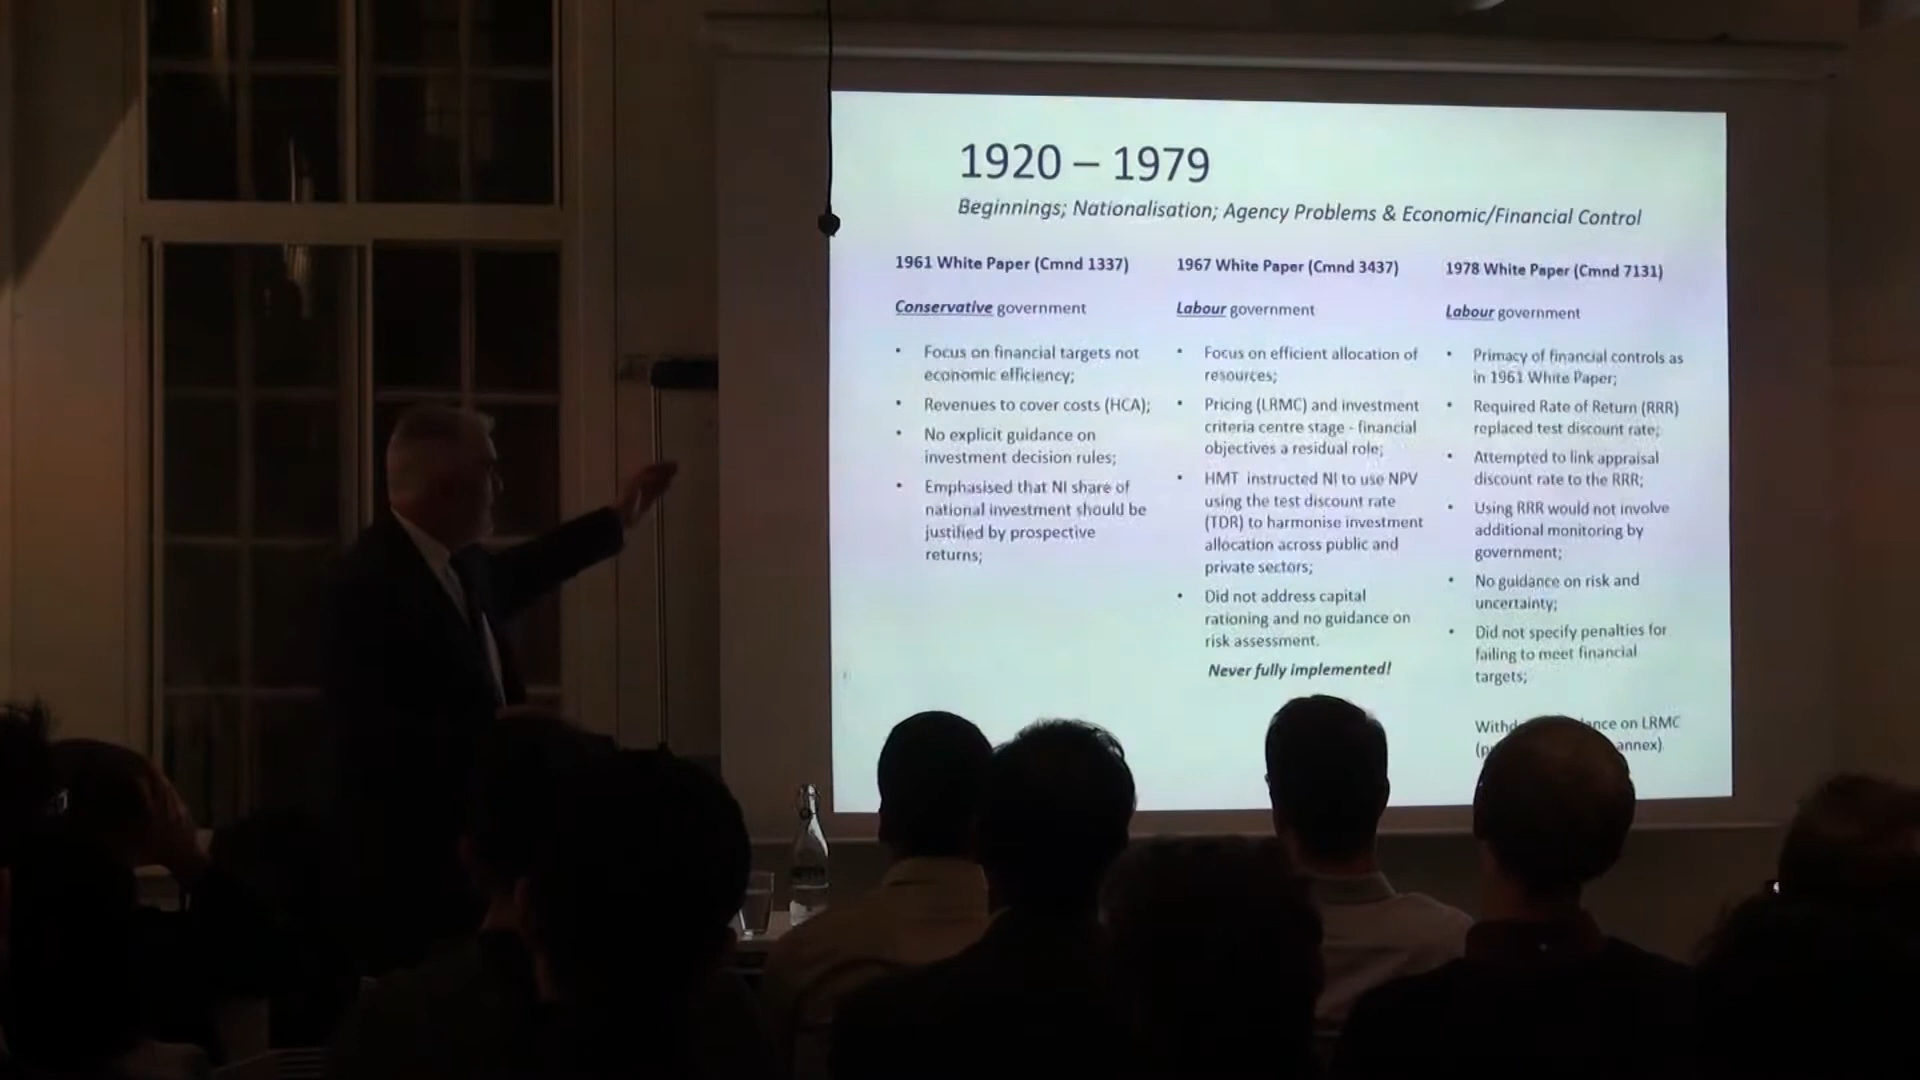 1920 – 1979
Beginnings; Nationalisation; Agency Problems & Economic/Financial Control
1961 White Paper (Cmnd 1337)
Conservative government
• Focus on financial targets not
economic efficiency;
• Revenues to cover costs (HCA);
• No explicit guidance on
investment decision rules;
• Emphasised that NI share of
national investment should be
justified by prospective
returns;
1967 White Paper (Cmnd 3437)
Labour government
• Focus on efficient allocation of
resources;
• Pricing (LRMC) and investment
criteria centre stage - financial
objectives a residual role;
• HMT instructed NI to use NPV
using the test discount rate
(TDR) to harmonise investment
allocation across public and
private sectors;
• Did not address capital
rationing and no guidance on
risk assessment.
Never fully implemented!
1978 White Paper (Cmnd 7131)
Labour government
• Primacy of financial controls as
in 1961 White Paper;
• Required Rate of Return (RRR)
replaced test discount rate;
• Attempted to link appraisal
discount rate to the RRR;
• Using RRR would not involve
additional monitoring by
government;
• No guidance on risk and
uncertainty;
• Did not specify penalties for
failing to meet financial
targets;
on LRMC
annex)